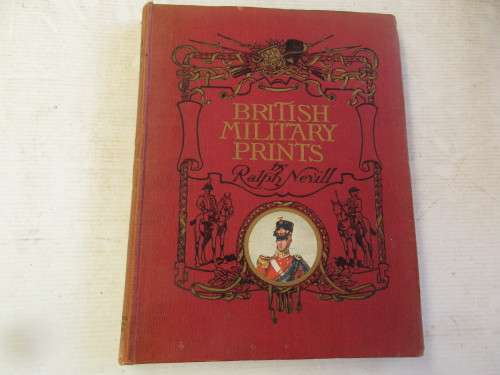 BRITISH
MILITARY
PRINTS
by
Ralph Nevill